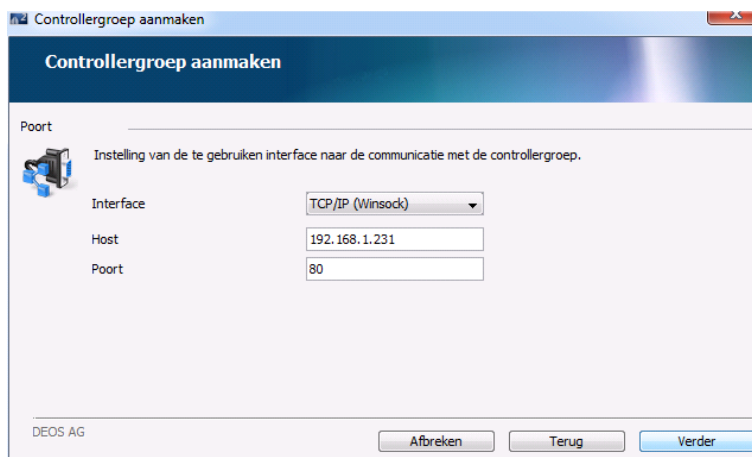 Controllergroep aanmaken
Controllergroep aanmaken
Poort
Instelling van de te gebruiken interface naar de communicatie met de controllergroep.
Interface TCP/IP (Winsock)
Host 192.168.1.231
Poort 80
DEOS AG
Afbreken Terug Verder